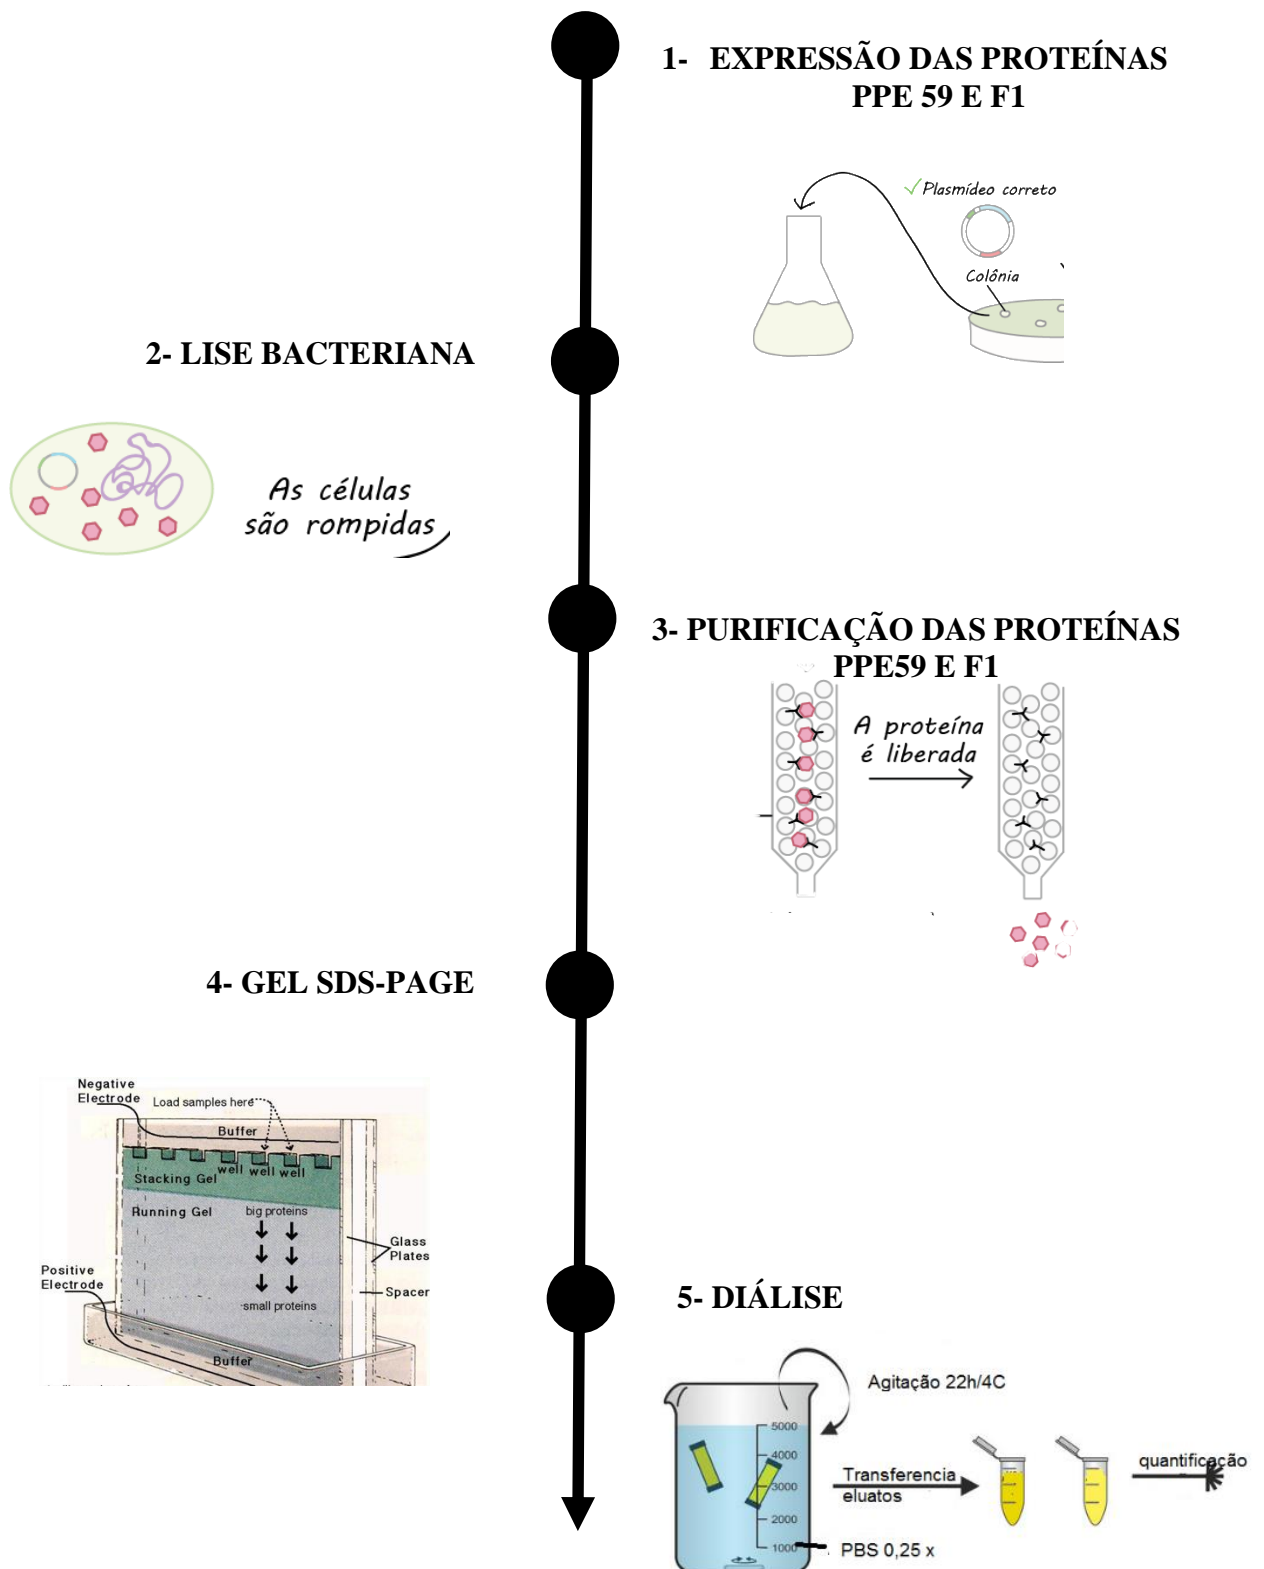 1- EXPRESSÃO DAS PROTEÍNAS
PPE 59 E F1
✓Plasmídeo correto
Colônia
2- LISE BACTERIANA
As células
são rompidas
3- PURIFICAÇÃO DAS PROTEÍNAS
PPE59 E F1
A proteína
é liberada
4- GEL SDS-PAGE
Negative
Electrode
Load samples here
Buffer
well well well
Stacking Gel
Running Gel
big proteins
Glass
Plates
Positive
Electrode
Spacer
small proteins
Buffer
5- DIÁLISE
Agitação 22h/4C
5000
4000
3000
2000
1000
Transferencia
eluatos
quantificação
PBS 0,25 x